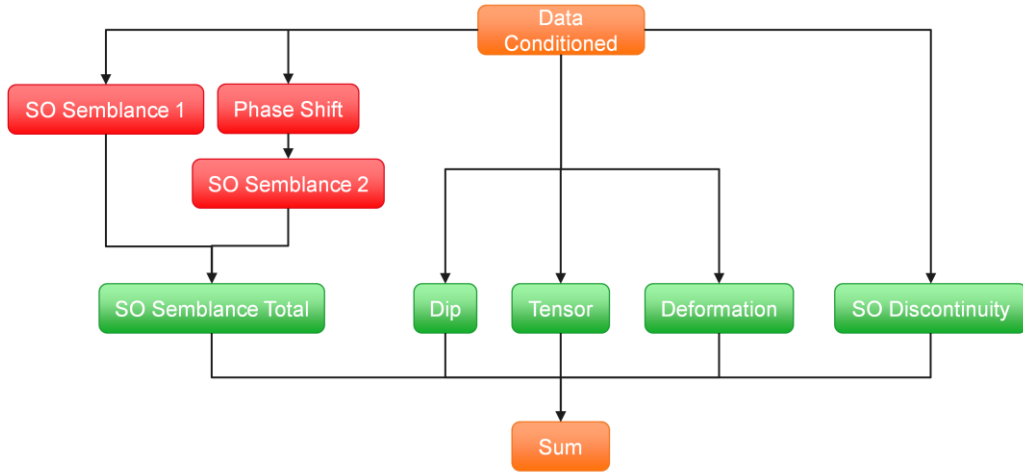 Data
Conditioned
SO Semblance 1
Phase Shift
SO Semblance 2
SO Semblance Total
Dip
Tensor
Deformation
SO Discontinuity
Sum